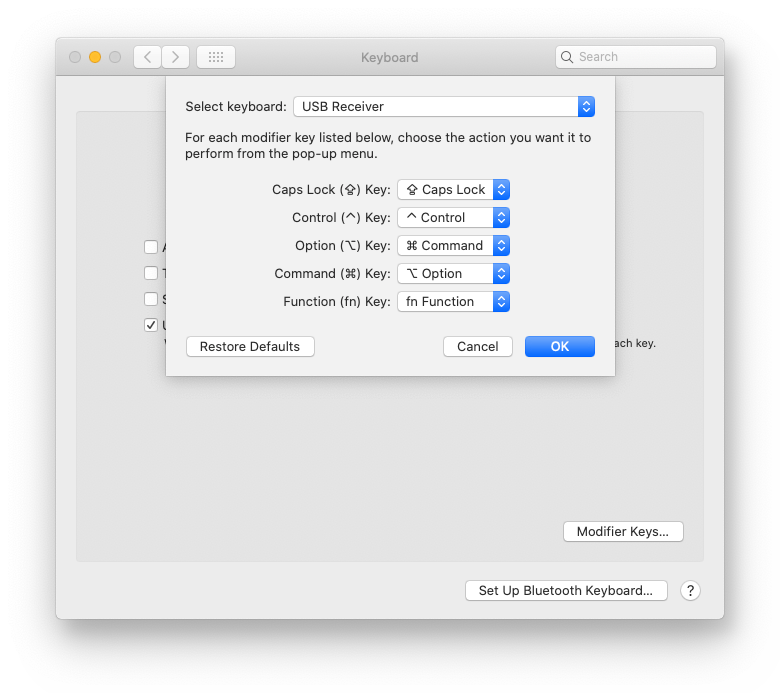 Keyboard
Search
Select keyboard: USB Receiver
For each modifier key listed below, choose the action you want it to
perform from the pop-up menu.
Caps Lock (⇪) Key: ⇪ Caps Lock
Control (^) Key: ^ Control
Option (⌥) Key: ⌘ Command
Command (⌘) Key: ⌥ Option
Function (fn) Key: fn Function
Restore Defaults
Cancel
OK
ach key.
Modifier Keys...
Set Up Bluetooth Keyboard...
?